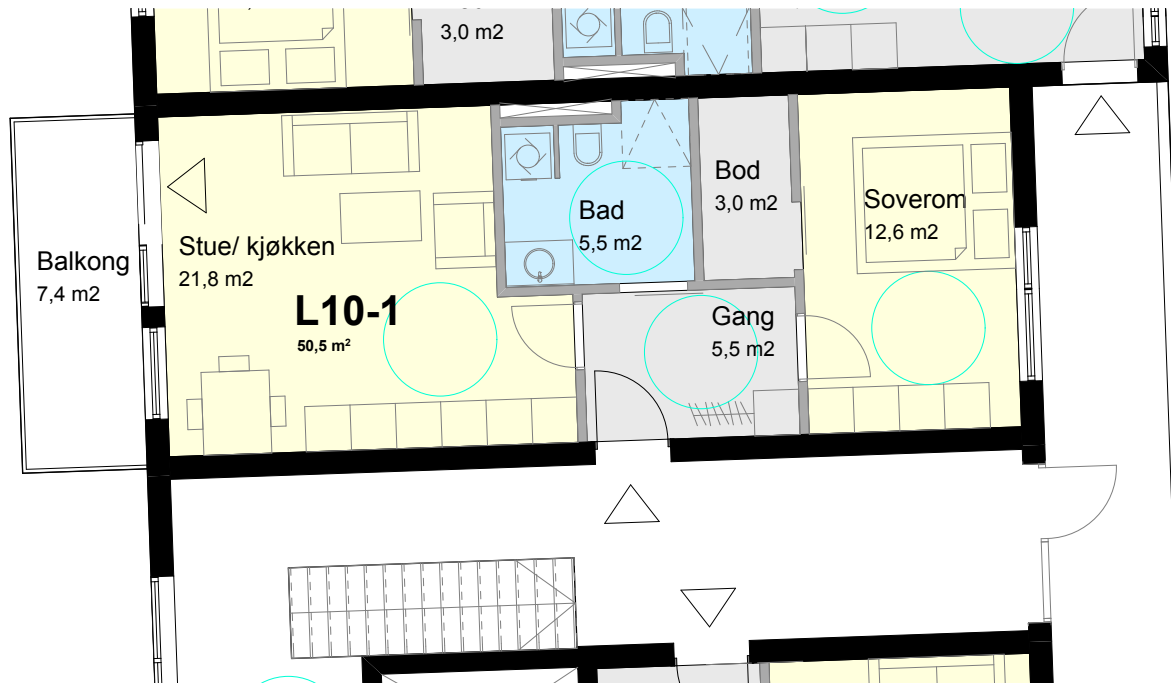 3,0 m2
Balkong
7,4 m2
Stue/ kjøkken
21,8 m2
L10-1
50,5 m²
Bad
5,5 m2
Bod
3,0 m2
Gang
5,5 m2
Soverom
12,6 m2